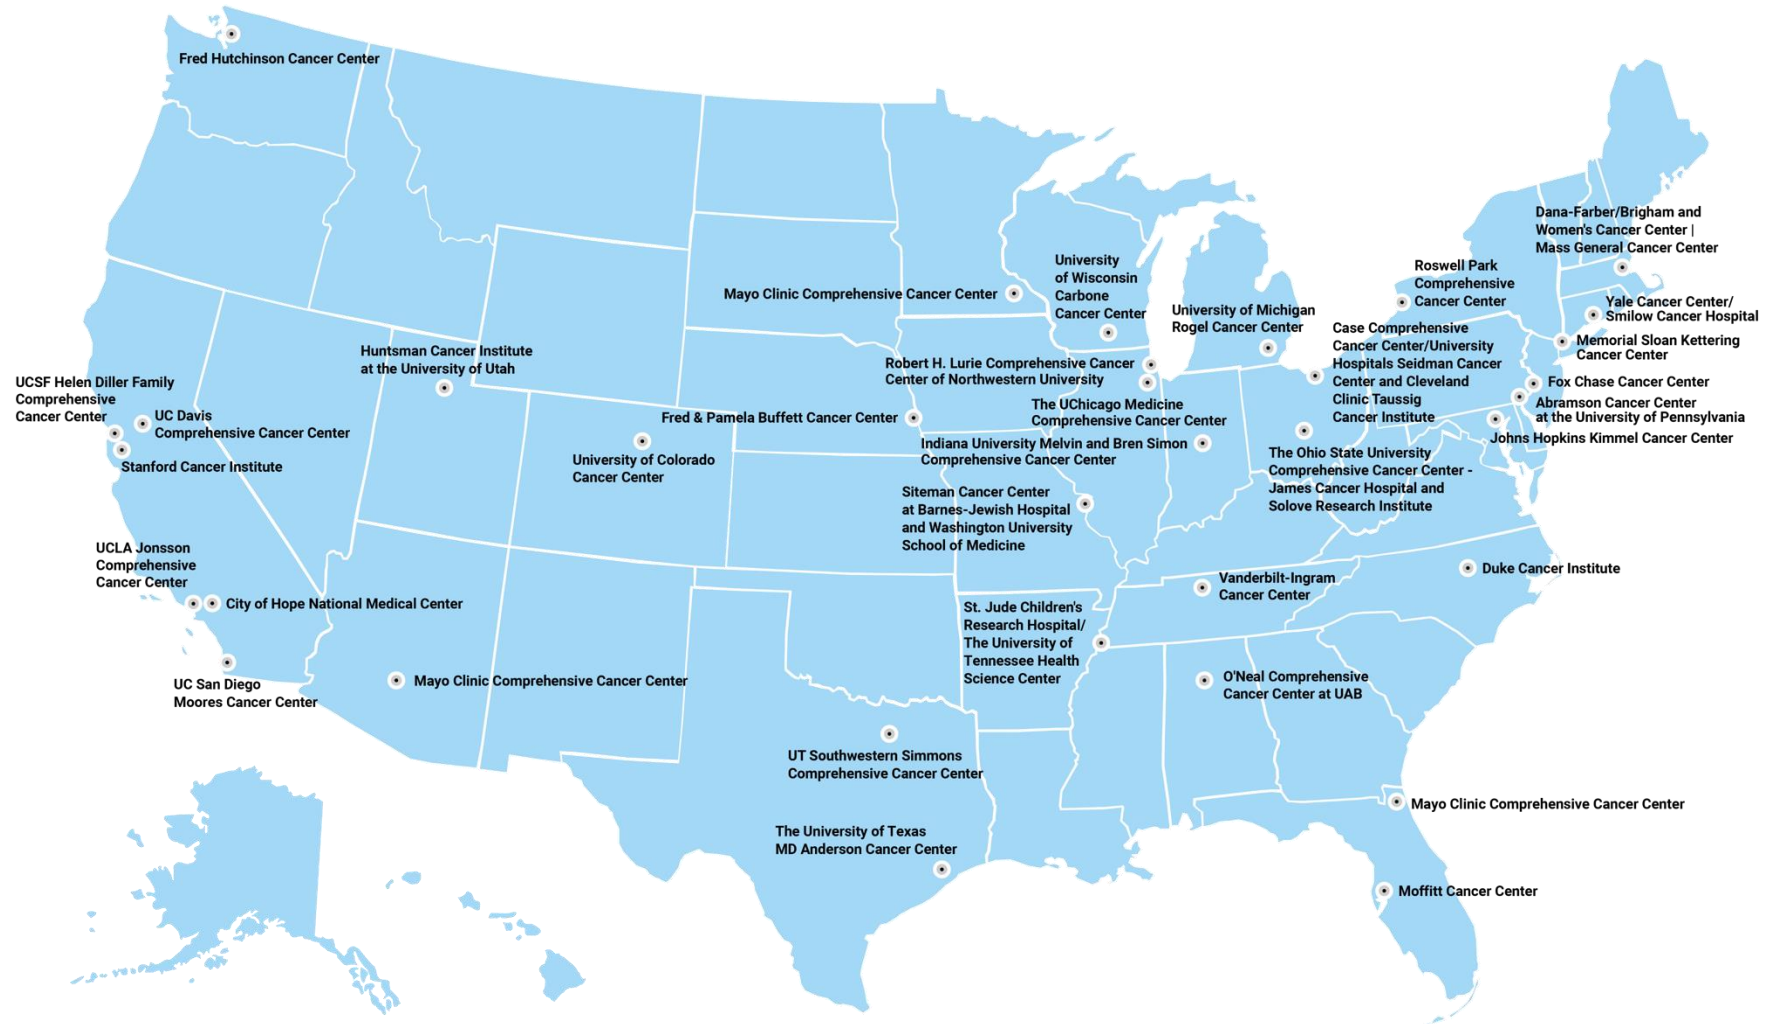 Fred Hutchinson Cancer Center
Dana-Farber/Brigham and
Women's Cancer Center |
Mass General Cancer Center
University
of Wisconsin
Carbone
Cancer Center
Roswell Park
Comprehensive
Cancer Center
Mayo Clinic Comprehensive Cancer Center
University of Michigan
Rogel Cancer Center
Yale Cancer Center/
Smilow Cancer Hospital
Case Comprehensive
Cancer Center/University
Hospitals Seidman Cancer
Center and Cleveland
Clinic Taussig
Cancer Institute
Memorial Sloan Kettering
Cancer Center
Huntsman Cancer Institute
at the University of Utah
Robert H. Lurie Comprehensive Cancer
Center of Northwestern University
UCSF Helen Diller Family
Comprehensive
Cancer Center
Fox Chase Cancer Center
UC Davis
Comprehensive Cancer Center
Fred & Pamela Buffett Cancer Center
The UChicago Medicine
Comprehensive Cancer Center
Abramson Cancer Center
at the University of Pennsylvania
Johns Hopkins Kimmel Cancer Center
Indiana University Melvin and Bren Simon
Comprehensive Cancer Center
Stanford Cancer Institute
University of Colorado
Cancer Center
The Ohio State University
Comprehensive Cancer Center -
James Cancer Hospital and
Solove Research Institute
Siteman Cancer Center
at Barnes-Jewish Hospital
and Washington University
School of Medicine
UCLA Jonsson
Comprehensive
Cancer Center
Duke Cancer Institute
Vanderbilt-Ingram
Cancer Center
City of Hope National Medical Center
St. Jude Children's
Research Hospital/
The University of
Tennessee Health
Science Center
UC San Diego
Moores Cancer Center
Mayo Clinic Comprehensive Cancer Center
O'Neal Comprehensive
Cancer Center at UAB
UT Southwestern Simmons
Comprehensive Cancer Center
Mayo Clinic Comprehensive Cancer Center
The University of Texas
MD Anderson Cancer Center
Moffitt Cancer Center